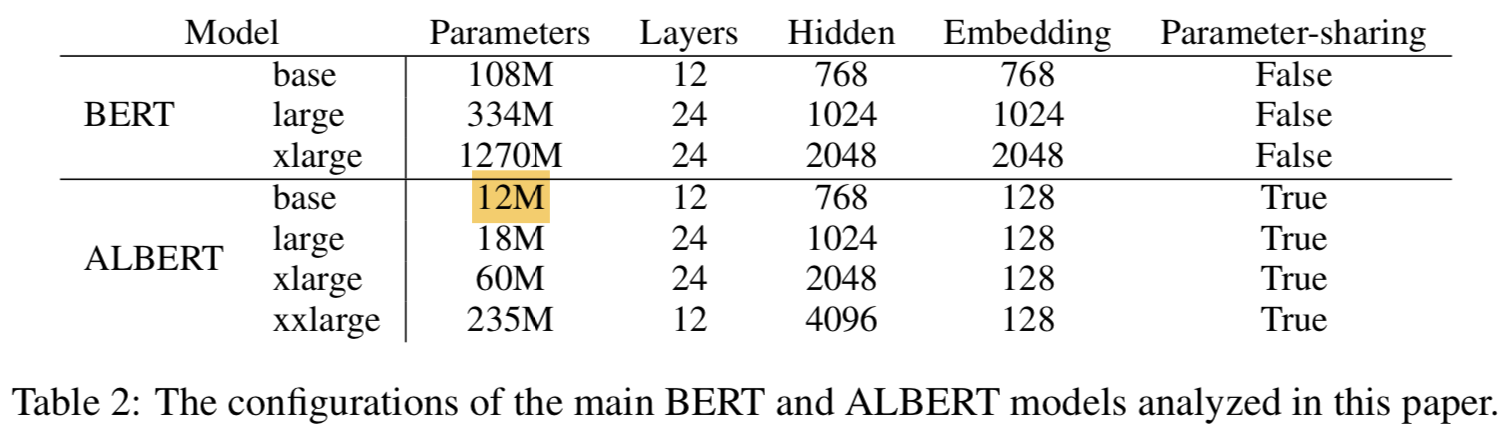 Model Parameters Layers Hidden Embedding Parameter-sharing
base 108M 12 768 768 False
BERT large 334M 24 1024 1024 False
xlarge 1270M 24 2048 2048 False
base 12M 12 768 128 True
large 18M 24 1024 128 True
ALBERT
xlarge 60M 24 2048 128 True
xxlarge 235M 12 4096 128 True
Table 2: The configurations of the main BERT and ALBERT models analyzed in this paper.